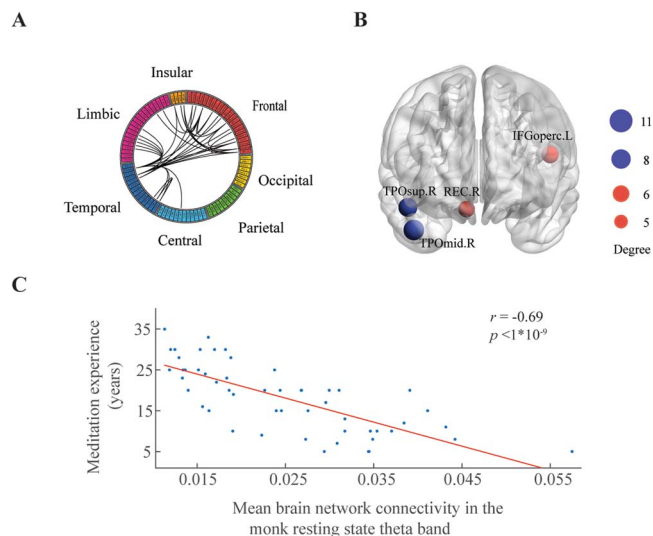 A
B
Insular
Frontal
Limbic
Occipital
Temporal
Parietal
Central
IFGoperc.L
TPOsup.R REC.R
TPOmid.R
11
8
6
5
Degree
C
r = -0.69
p <1*10-9
Meditation experience
(years)
35
25
15
5
0.015 0.025 0.035 0.045 0.055
Mean brain network connectivity in the
monk resting state theta band